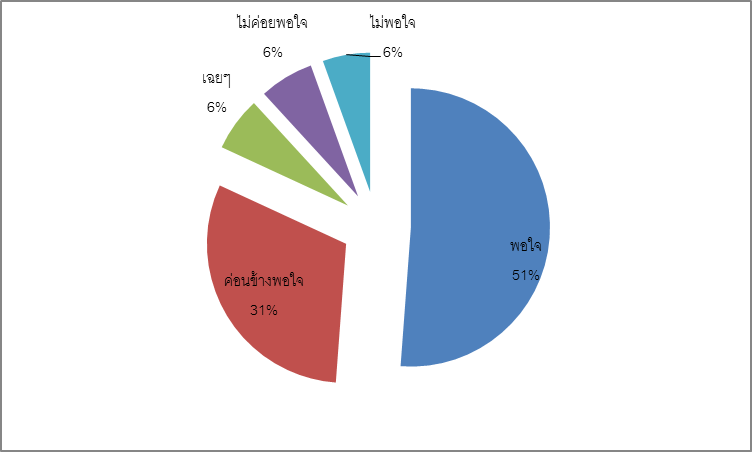 ไม่ค่อยพอใจ
6%
ไม่พอใจ
6%
เฉยๆ
6%
พอใจ
51%
ค่อนข้างพอใจ
31%